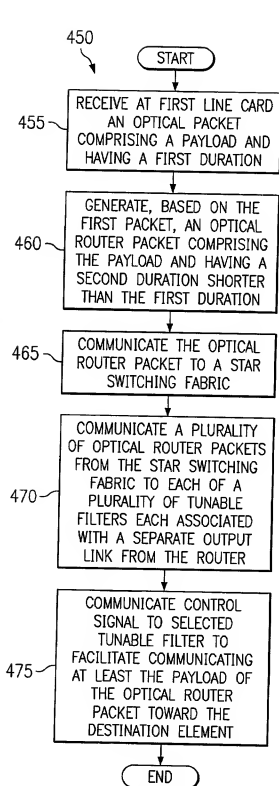 450
START
455
RECEIVE AT FIRST LINE CARD
AN OPTICAL PACKET
COMPRISING A PAYLOAD AND
HAVING A FIRST DURATION
460
GENERATE, BASED ON THE
FIRST PACKET, AN OPTICAL
ROUTER PACKET COMPRISING
THE PAYLOAD AND HAVING A
SECOND DURATION SHORTER
THAN THE FIRST DURATION
465
COMMUNICATE THE OPTICAL
ROUTER PACKET TO A STAR
SWITCHING FABRIC
470
COMMUNICATE A PLURALITY
OF OPTICAL ROUTER PACKETS
FROM THE STAR SWITCHING
FABRIC TO EACH OF A
PLURALITY OF TUNABLE
FILTERS EACH ASSOCIATED
WITH A SEPARATE OUTPUT
LINK FROM THE ROUTER
475
COMMUNICATE CONTROL
SIGNAL TO SELECTED
TUNABLE FILTER TO
FACILITATE COMMUNICATING
AT LEAST THE PAYLOAD OF
THE OPTICAL ROUTER
PACKET TOWARD THE
DESTINATION ELEMENT
END